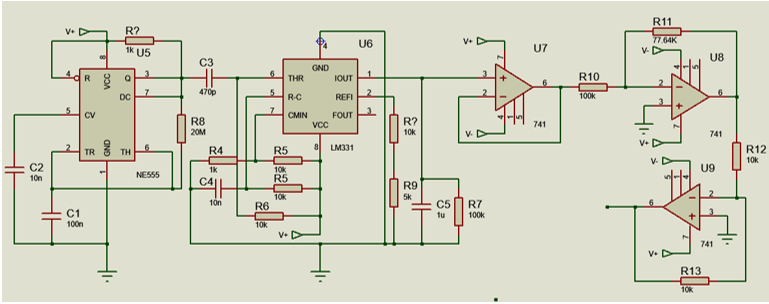 V+
R?
1k
U5
8
VCC
4
R
Q
3
DC
7
5
CV
2
TR
GND
TH
6
1
NE555
R8
20M
C2
10n
C1
100n
C3
470p
4
U6
GND
6
THR
IOUT
1
5
R-C
REFI
2
7
CMIN
FOUT
3
VCC
8
LM331
R4
1k
R5
10k
C4
10n
R5
10k
R6
10k
V+
R?
10k
R9
5k
C5
1u
R7
100k
V+
U7
7
3
2
6
4
1
5
V-
741
R10
100k
R11
77.64K
V-
U8
4
1
5
2
3
6
7
V+
741
R12
10k
V-
U9
5
1
4
2
3
6
7
V+
741
R13
10k